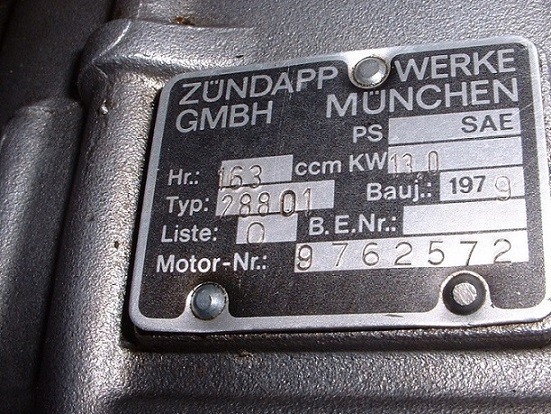 ZÜNDAPP WERKE
GMBH MÜNCHEN
PS SAE
Hr.: 163 ccm KW 13.0
Typ: 288 01 Bauj.: 1979
Liste: 0 B.E.Nr.:
Motor-Nr.: 9762572